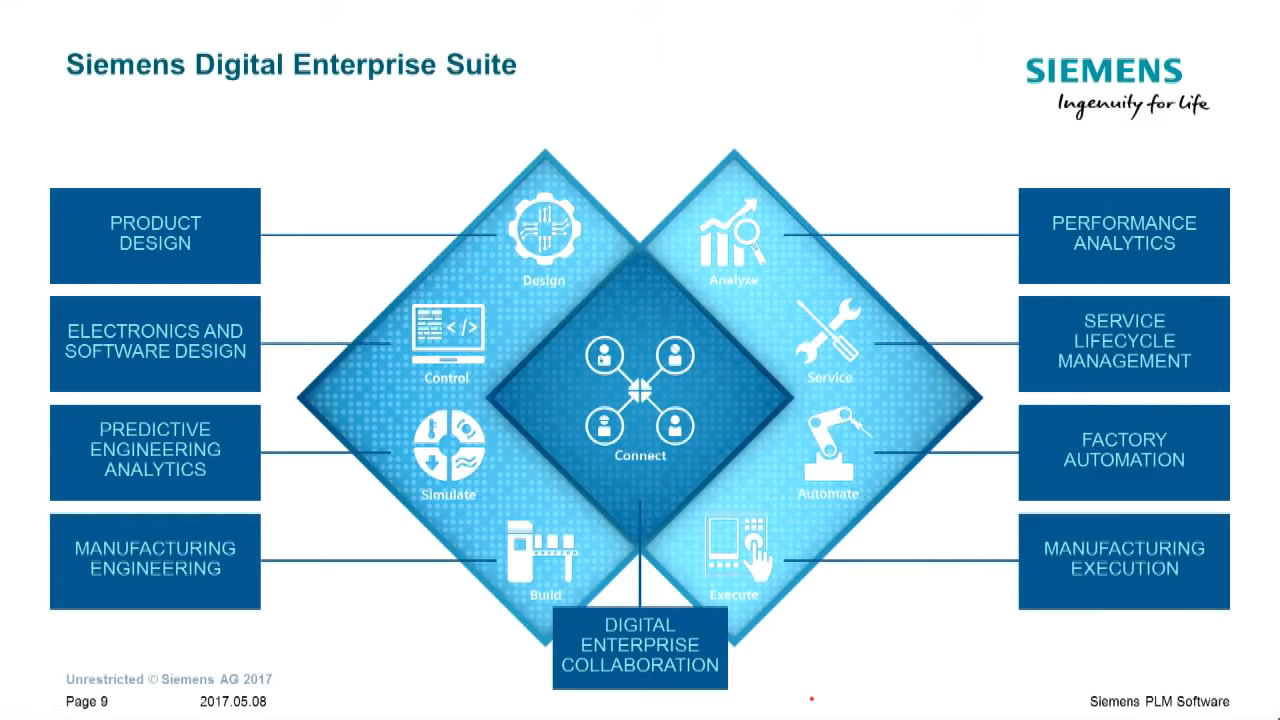 Siemens Digital Enterprise Suite
SIEMENS
Ingenuity for life
PRODUCT
DESIGN
ELECTRONICS AND
SOFTWARE DESIGN
PREDICTIVE
ENGINEERING
ANALYTICS
MANUFACTURING
ENGINEERING
Design
Control
</>
Simulate
Build
Connect
Analyze
Service
Automate
Execute
PERFORMANCE
ANALYTICS
SERVICE
LIFECYCLE
MANAGEMENT
FACTORY
AUTOMATION
MANUFACTURING
EXECUTION
DIGITAL
ENTERPRISE
COLLABORATION
Unrestricted © Siemens AG 2017
Page 9 2017.05.08
Siemens PLM Software